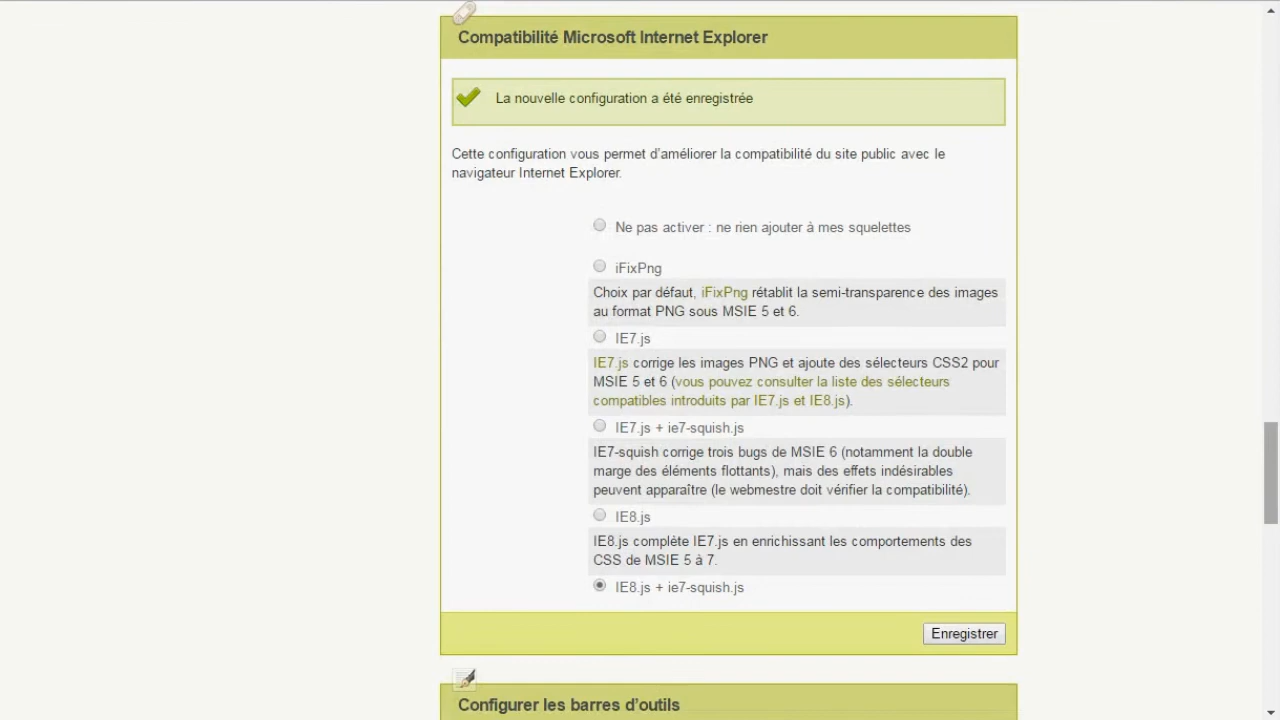 Compatibilité Microsoft Internet Explorer
La nouvelle configuration a été enregistrée
Cette configuration vous permet d’améliorer la compatibilité du site public avec le
navigateur Internet Explorer.
Ne pas activer : ne rien ajouter à mes squelettes
iFixPng
Choix par défaut, iFixPng rétablit la semi-transparence des images
au format PNG sous MSIE 5 et 6.
IE7.js
IE7.js corrige les images PNG et ajoute des sélecteurs CSS2 pour
MSIE 5 et 6 (vous pouvez consulter la liste des sélecteurs
compatibles introduits par IE7.js et IE8.js).
IE7.js + ie7-squish.js
IE7-squish corrige trois bugs de MSIE 6 (notamment la double
marge des éléments flottants), mais des effets indésirables
peuvent apparaître (le webmestre doit vérifier la compatibilité).
IE8.js
IE8.js complète IE7.js en enrichissant les comportements des
CSS de MSIE 5 à 7.
IE8.js + ie7-squish.js
Enregistrer
Configurer les barres d’outils